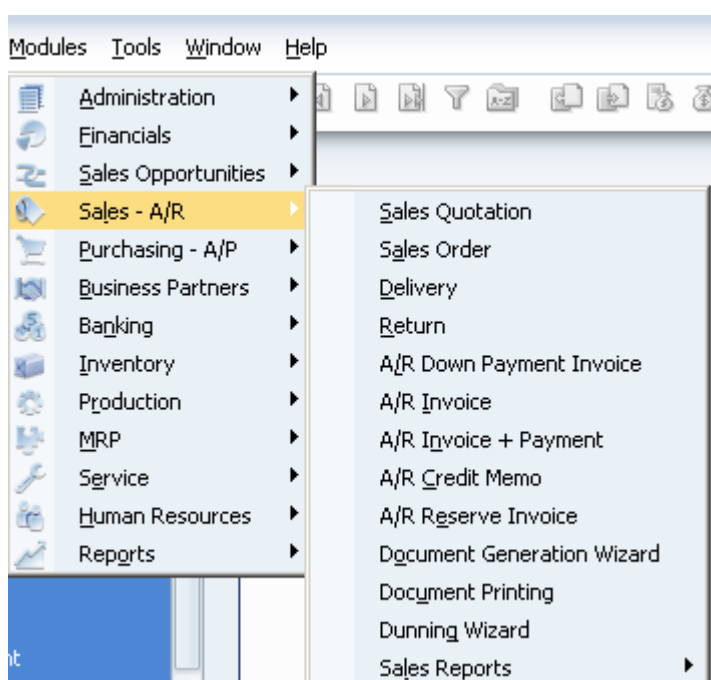 Modules Tools Window Help
Administration
Financials
Sales Opportunities
Sales - A/R
Purchasing - A/P
Business Partners
Banking
Inventory
Production
MRP
Service
Human Resources
Reports
Sales Quotation
Sales Order
Delivery
Return
A/R Down Payment Invoice
A/R Invoice
A/R Invoice + Payment
A/R Credit Memo
A/R Reserve Invoice
Document Generation Wizard
Document Printing
Dunning Wizard
Sales Reports
nt